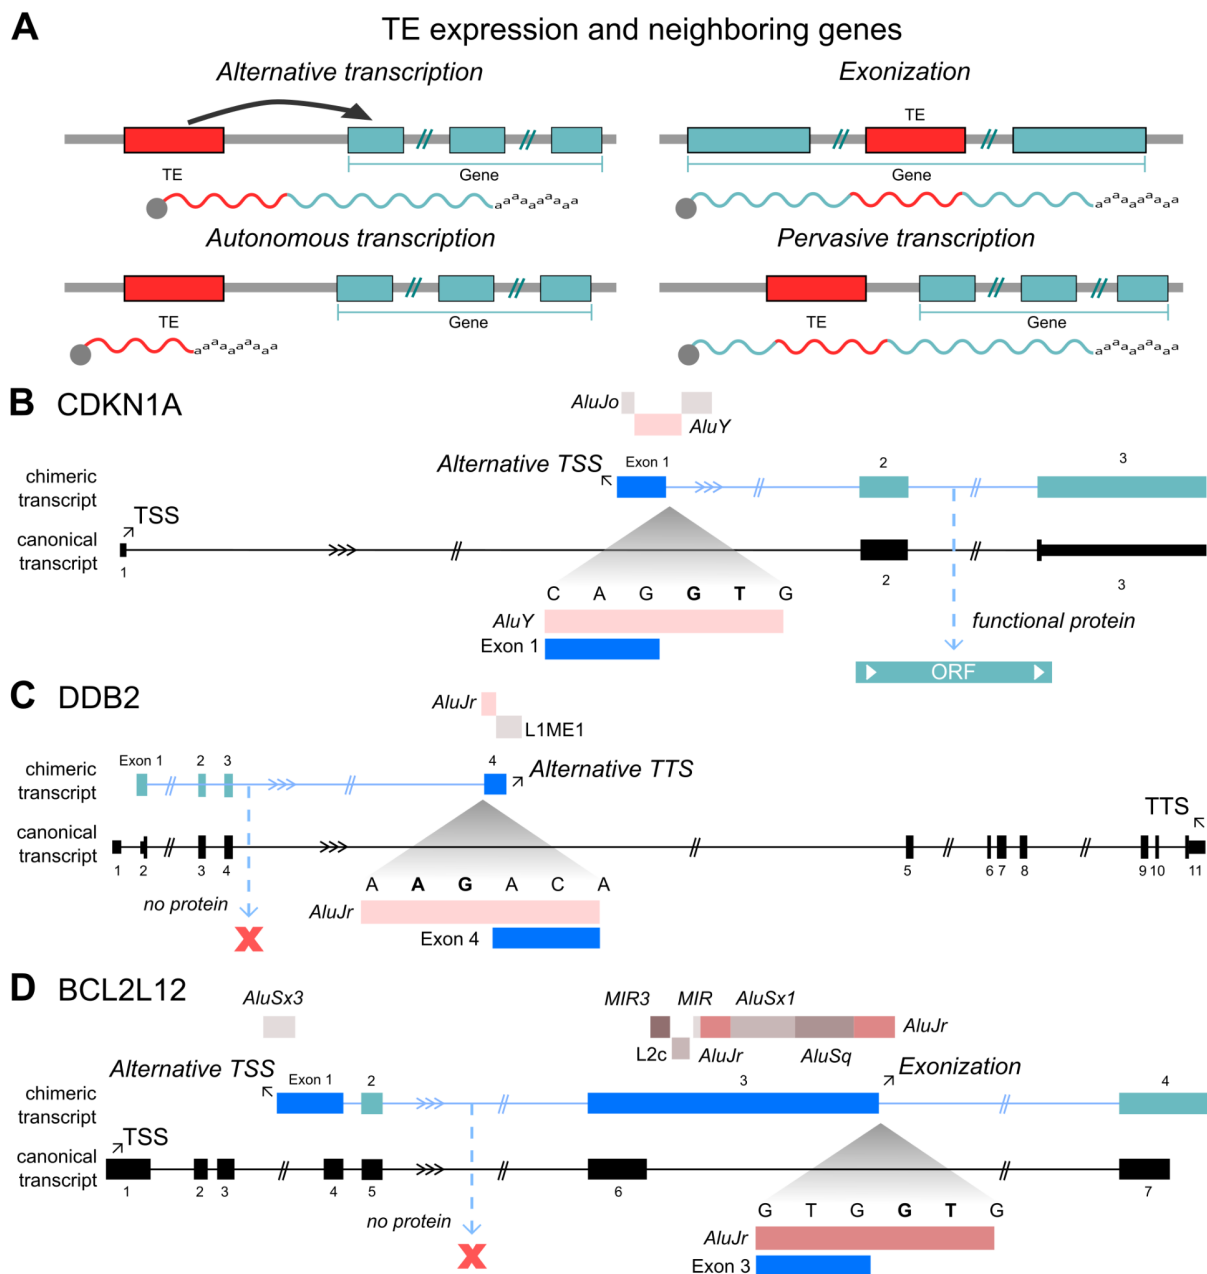 A TE expression and neighboring genes
Alternative transcription
Exonization
TE
TE
Gene
Gene
aaaaaaaaa
aaaaaaaaa
Autonomous transcription
Pervasive transcription
TE
Gene
TE
Gene
aaaaaaaaa
aaaaaaaaa
B CDKN1A
AluJo
AluY
Alternative TSS
Exon 1
2
3
chimeric
transcript
TSS
canonical
transcript
1
2
3
C A G G T G
AluY
Exon 1
functional protein
ORF
C DDB2
AluJr
L1ME1
Exon 1 2 3 4
Alternative TTS
chimeric
transcript
TTS
canonical
transcript
1 2 3 4 5 6 7 8 9 10 11
no protein
X
A A G A C A
AluJr
Exon 4
D BCL2L12
AluSx3
MIR3 MIR AluSx1
AluJr
L2c AluJr AluSq
Alternative TSS
Exonization
Exon 1 2 3 4
chimeric
transcript
TSS
canonical
transcript
1 2 3 4 5 6 7
no protein
X
G T G G T G
AluJr
Exon 3